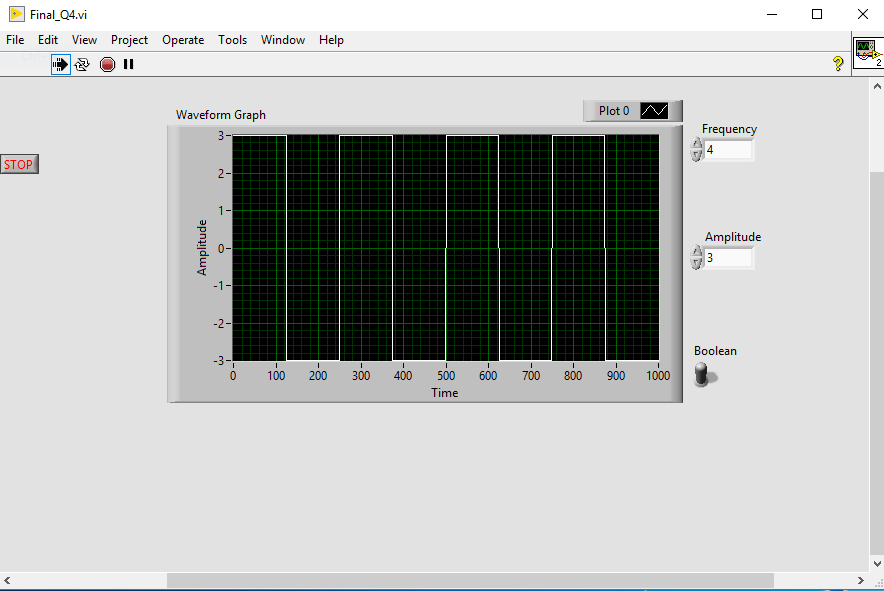 Final_Q4.vi
File Edit View Project Operate Tools Window Help
?
2
Waveform Graph
Plot 0
STOP
3
2
1
0
-1
-2
-3
Amplitude
0 100 200 300 400 500 600 700 800 900 1000
Time
Frequency
4
Amplitude
3
Boolean